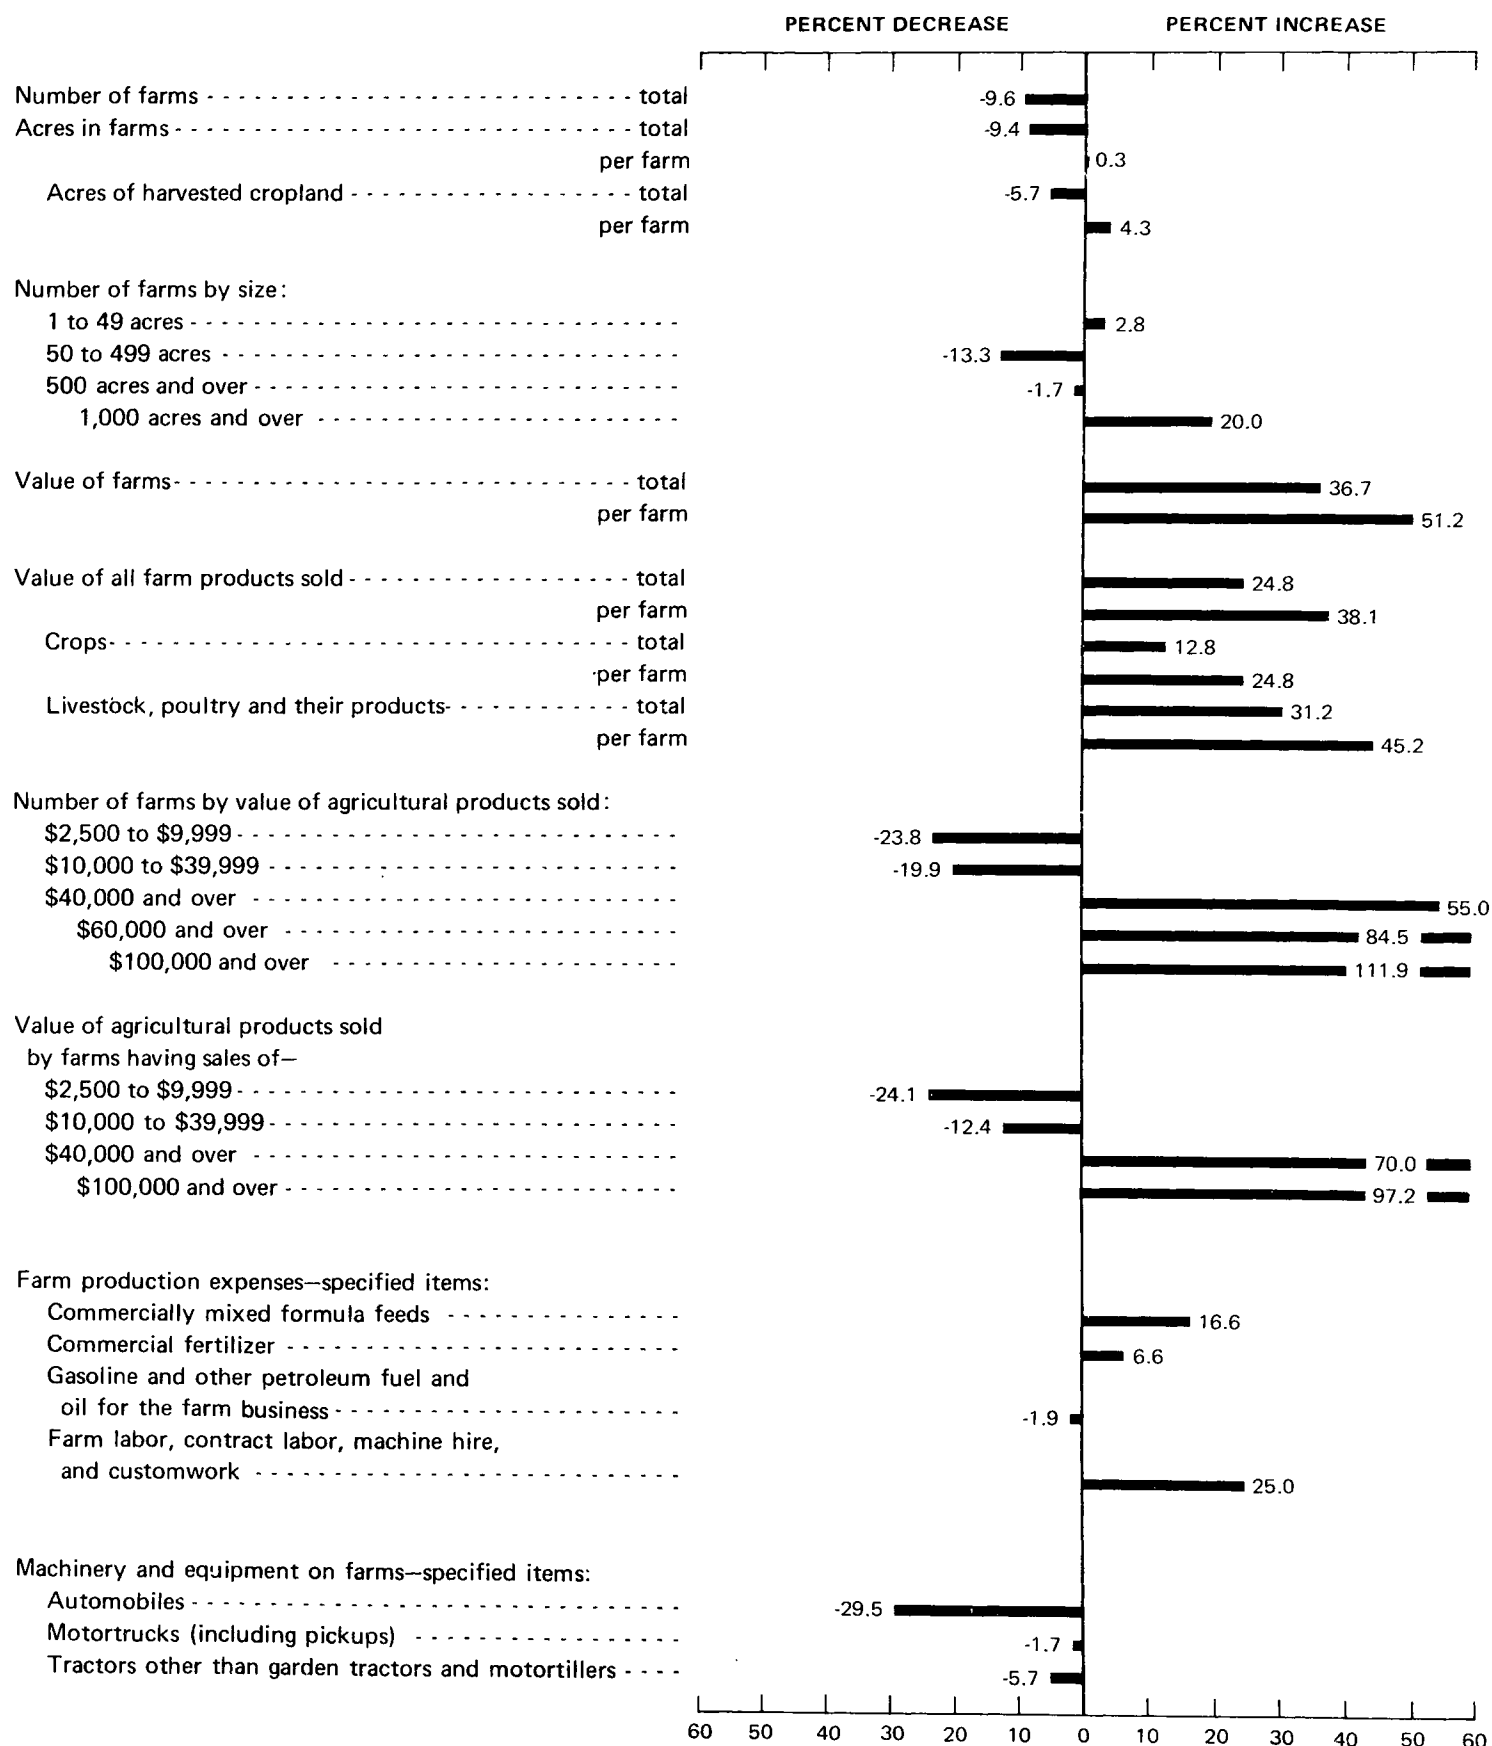 PERCENT DECREASE PERCENT INCREASE
Number of farms total -9.6
Acres in farms total -9.4
per farm 0.3
Acres of harvested cropland total -5.7
per farm 4.3
Number of farms by size:
1 to 49 acres 2.8
50 to 499 acres -13.3
500 acres and over -1.7
1,000 acres and over 20.0
Value of farms total 36.7
per farm 51.2
Value of all farm products sold total 24.8
per farm 38.1
Crops total 12.8
per farm 24.8
Livestock, poultry and their products total 31.2
per farm 45.2
Number of farms by value of agricultural products sold:
$2,500 to $9,999 -23.8
$10,000 to $39,999 -19.9
$40,000 and over 55.0
$60,000 and over 84.5
$100,000 and over 111.9
Value of agricultural products sold
by farms having sales of—
$2,500 to $9,999 -24.1
$10,000 to $39,999 -12.4
$40,000 and over 70.0
$100,000 and over 97.2
Farm production expenses—specified items:
Commercially mixed formula feeds 16.6
Commercial fertilizer 6.6
Gasoline and other petroleum fuel and
oil for the farm business -1.9
Farm labor, contract labor, machine hire,
and customwork 25.0
Machinery and equipment on farms—specified items:
Automobiles -29.5
Motortrucks (including pickups) -1.7
Tractors other than garden tractors and motortillers -5.7
60 50 40 30 20 10 0 10 20 30 40 50 60